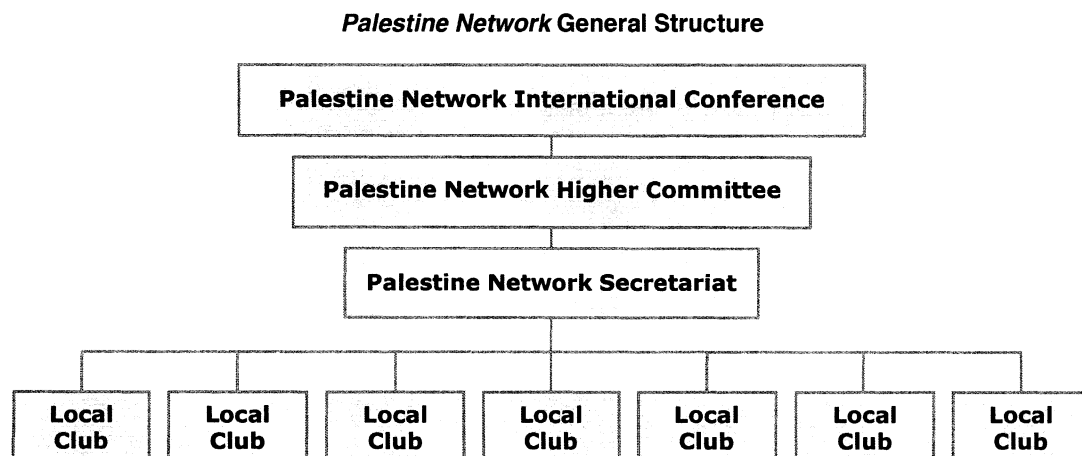 Palestine Network General Structure
Palestine Network International Conference
Palestine Network Higher Committee
Palestine Network Secretariat
Local
Club
Local
Club
Local
Club
Local
Club
Local
Club
Local
Club
Local
Club